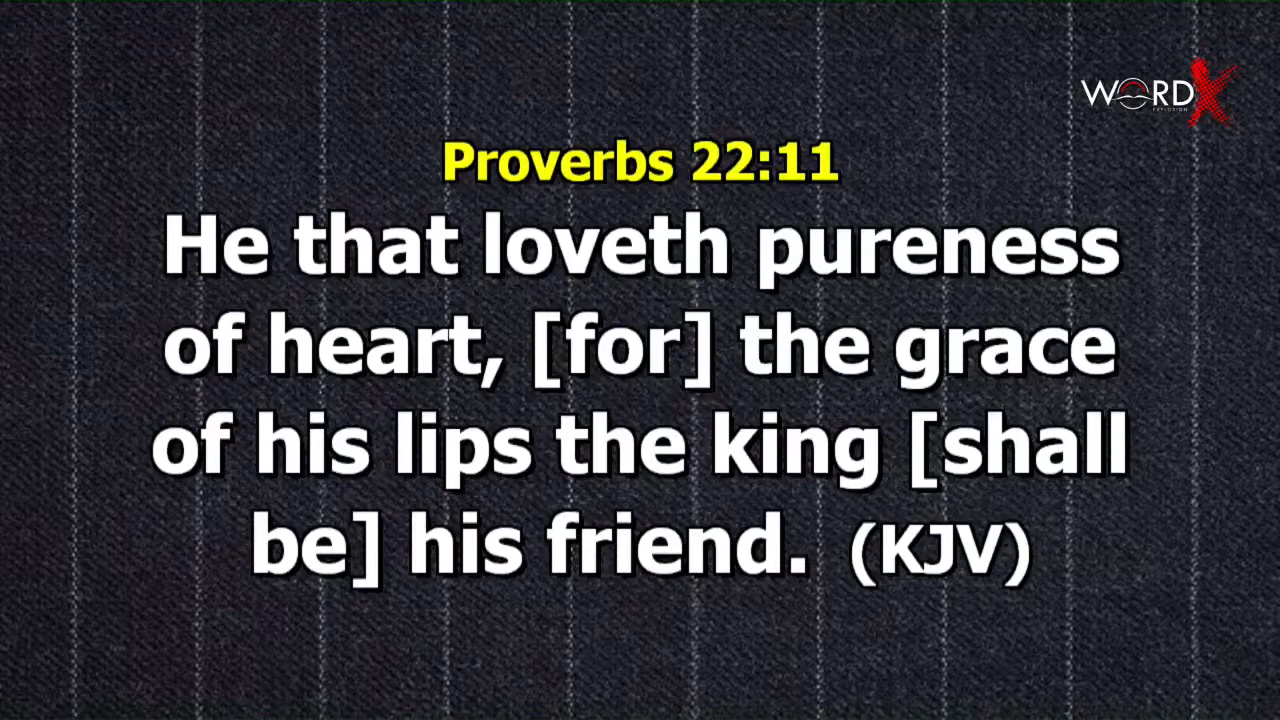 WORDX
EXPLOSION
Proverbs 22:11
He that loveth pureness
of heart, [for] the grace
of his lips the king [shall
be] his friend. (KJV)